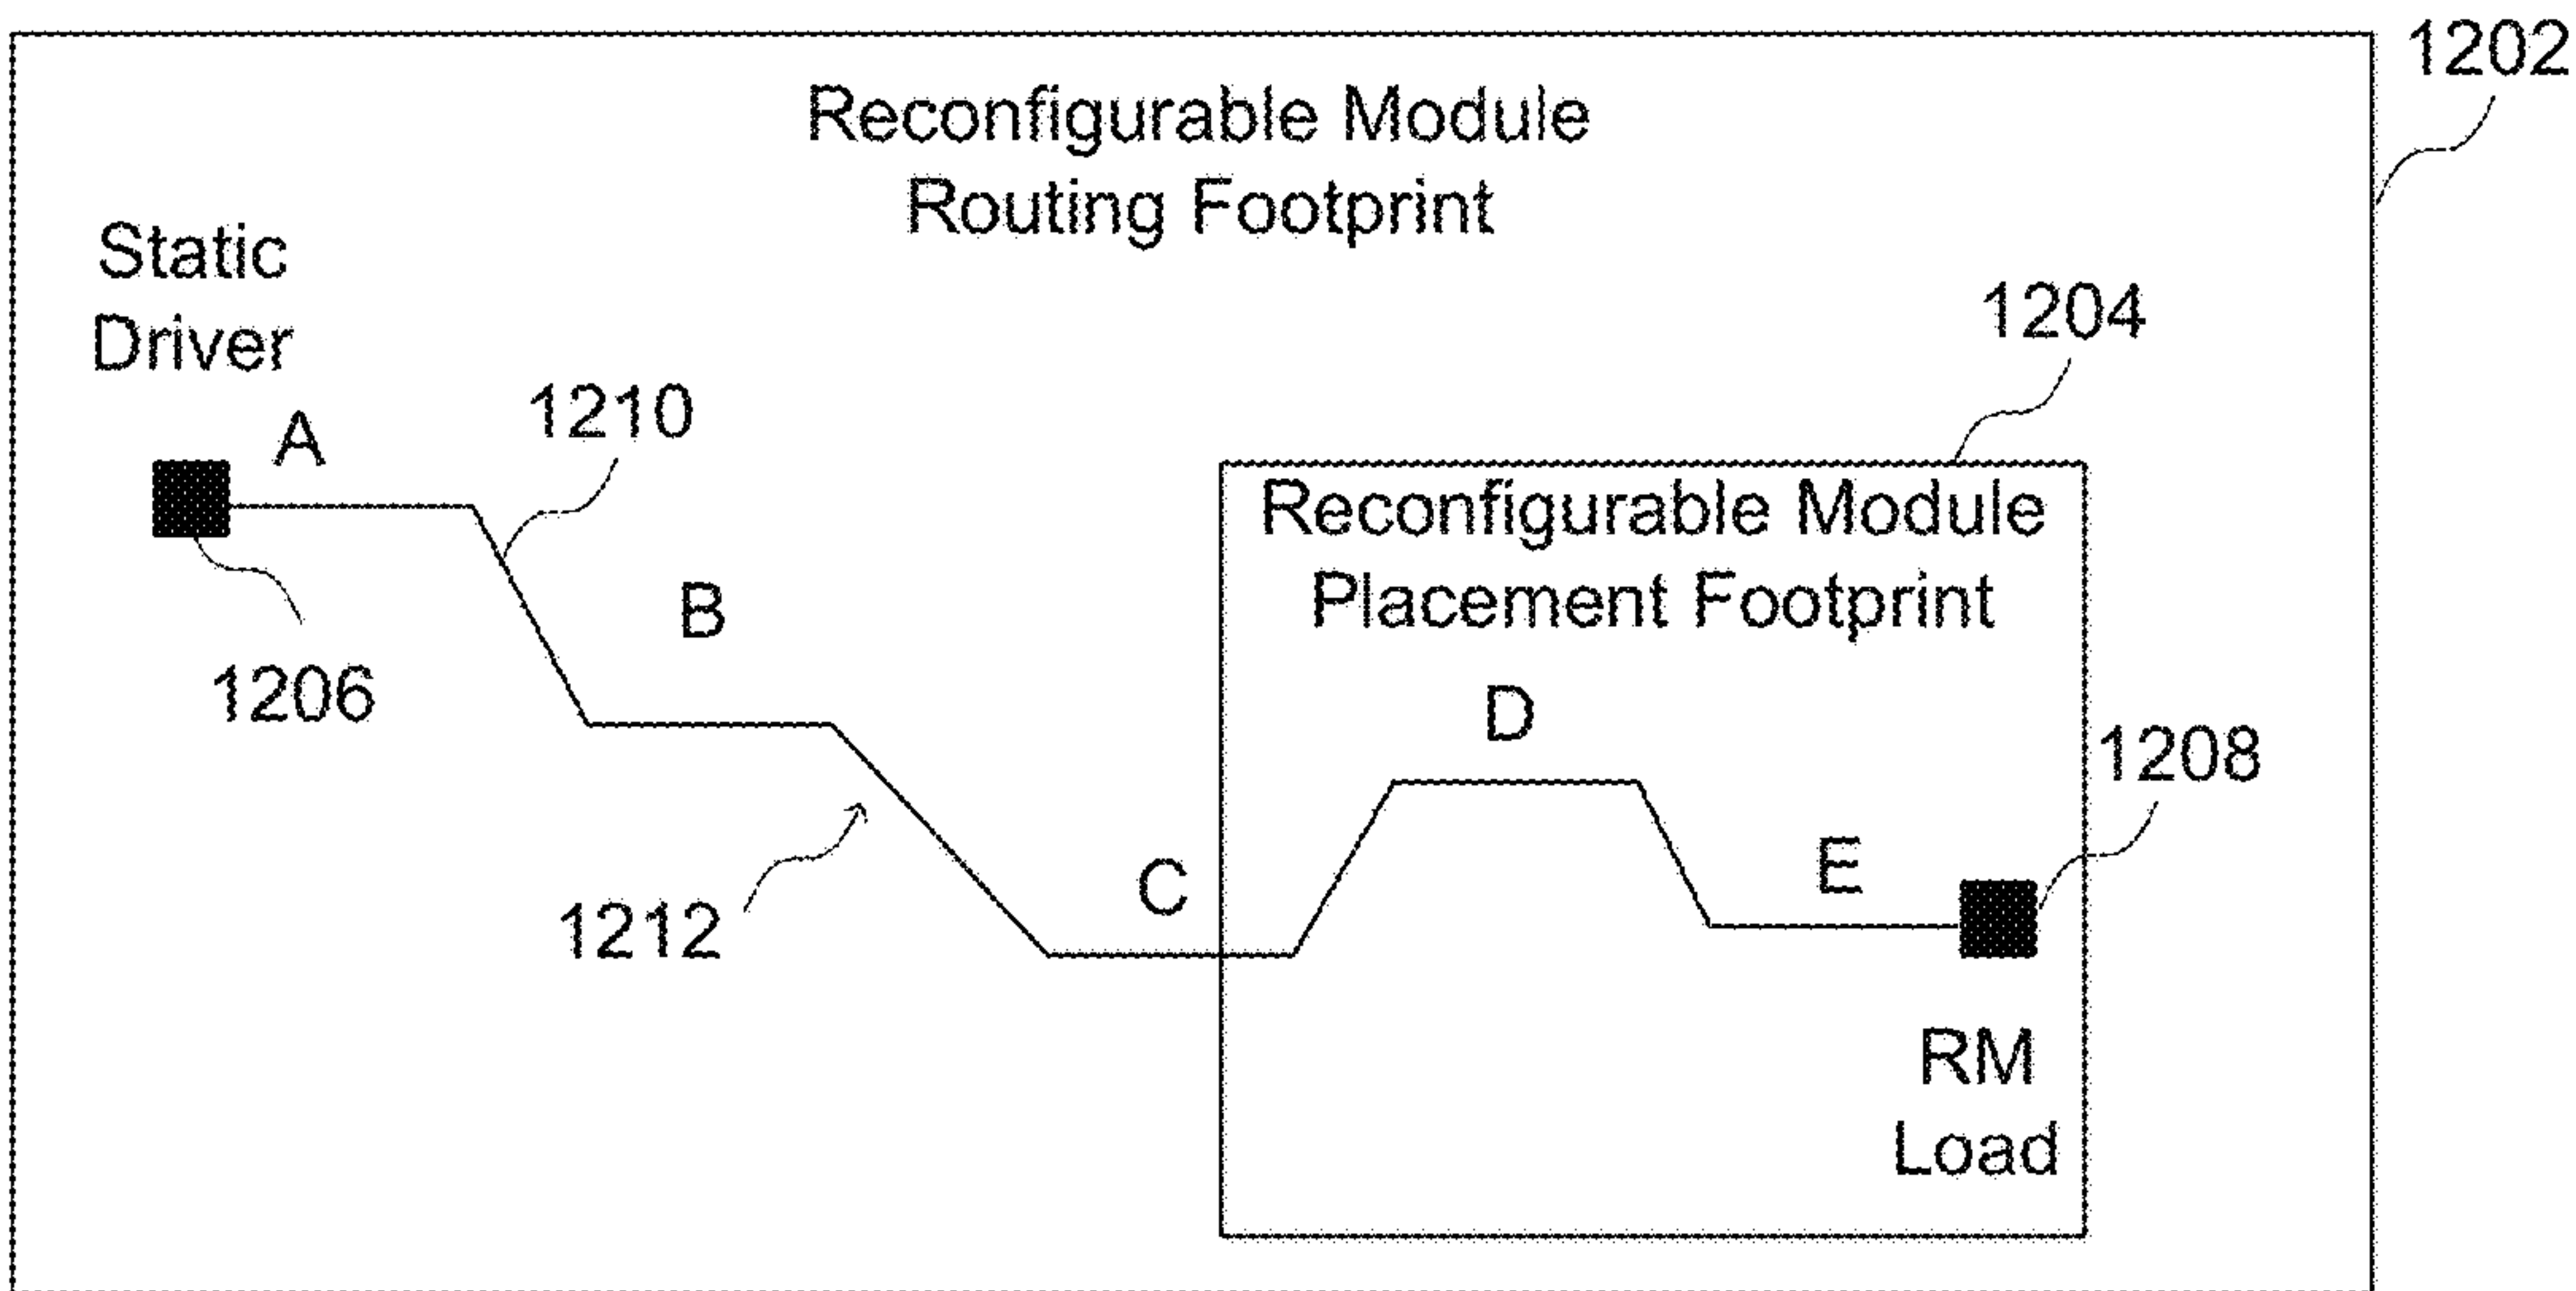 1202
Reconfigurable Module
Routing Footprint
Static
Driver
1204
A
1210
Reconfigurable Module
Placement Footprint
B
1206
D
1208
C
E
1212
RM
Load